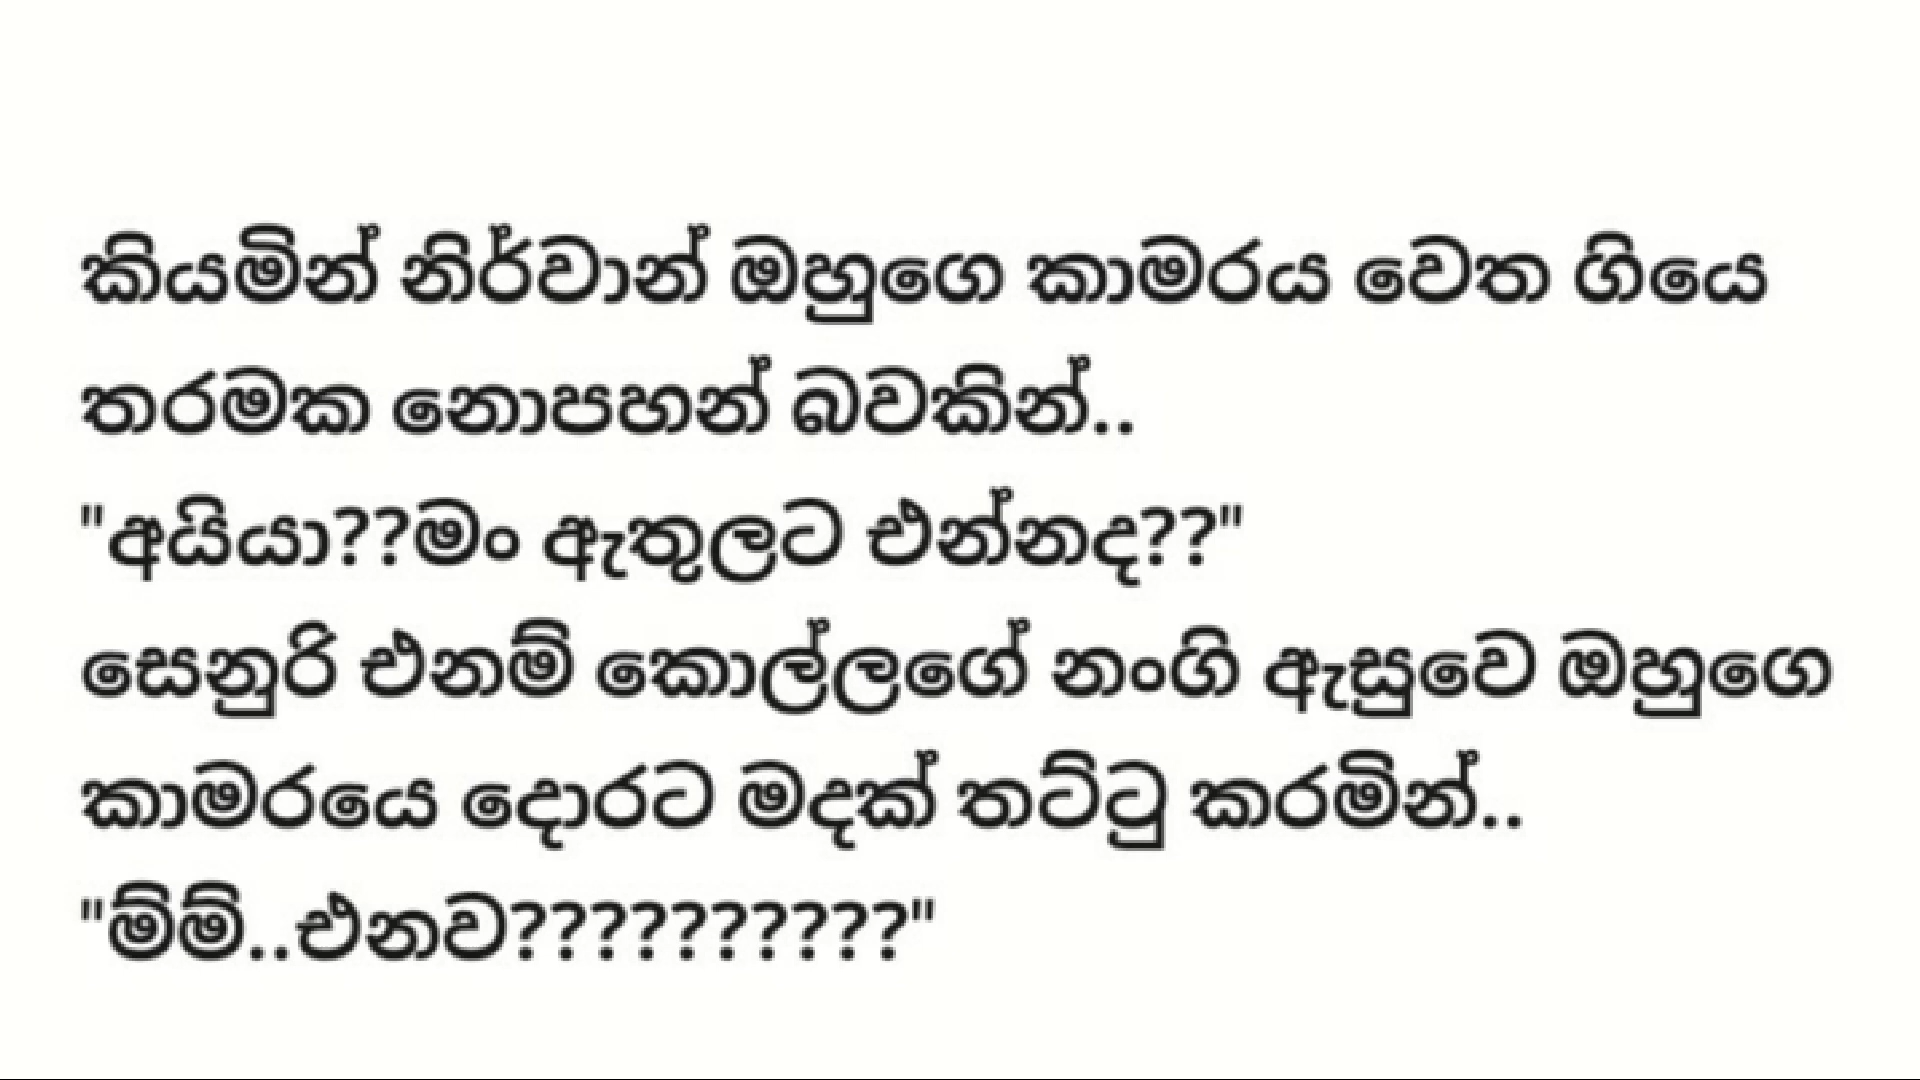 කියමින් නිර්වාන් ඔහුගෙ කාමරය වෙත ගියෙ
තරමක නොපහන් බවකින්..
"අයියා??මං ඇතුලට එන්නද??"
සෙනුරි එනම් කොල්ලගේ නංගි ඇසුවෙ ඔහුගෙ
කාමරයෙ දොරට මදක් තට්ටු කරමින්..
"ම්ම්..එනව??????????"